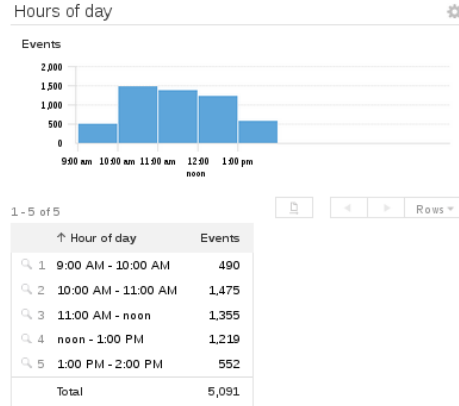 Hours of day
Events
2,000
1,500
1,000
500
0
9:00 am 10:00 am 11:00 am 12:00 noon 1:00 pm
1 - 5 of 5
Rows
↑ Hour of day Events
1 9:00 AM - 10:00 AM 490
2 10:00 AM - 11:00 AM 1,475
3 11:00 AM - noon 1,355
4 noon - 1:00 PM 1,219
5 1:00 PM - 2:00 PM 552
Total 5,091